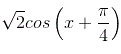 √2cos(x + π/4)